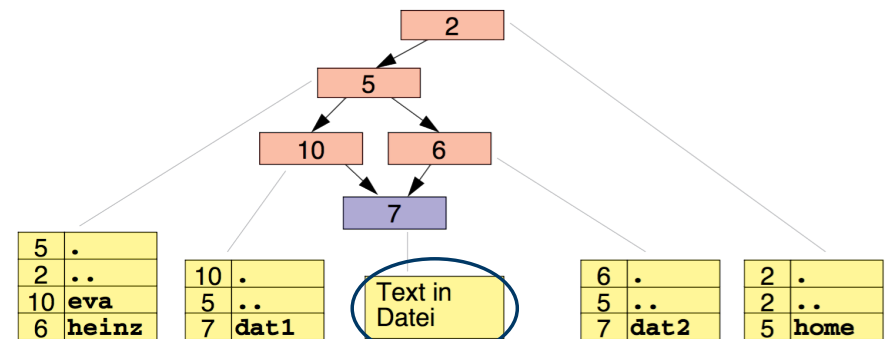 2
5
10 6
7
5 .
2 ..
10 eva
6 heinz
10 .
5 ..
7 dat1
Text in
Datei
6 .
5 ..
7 dat2
2 .
2 ..
5 home